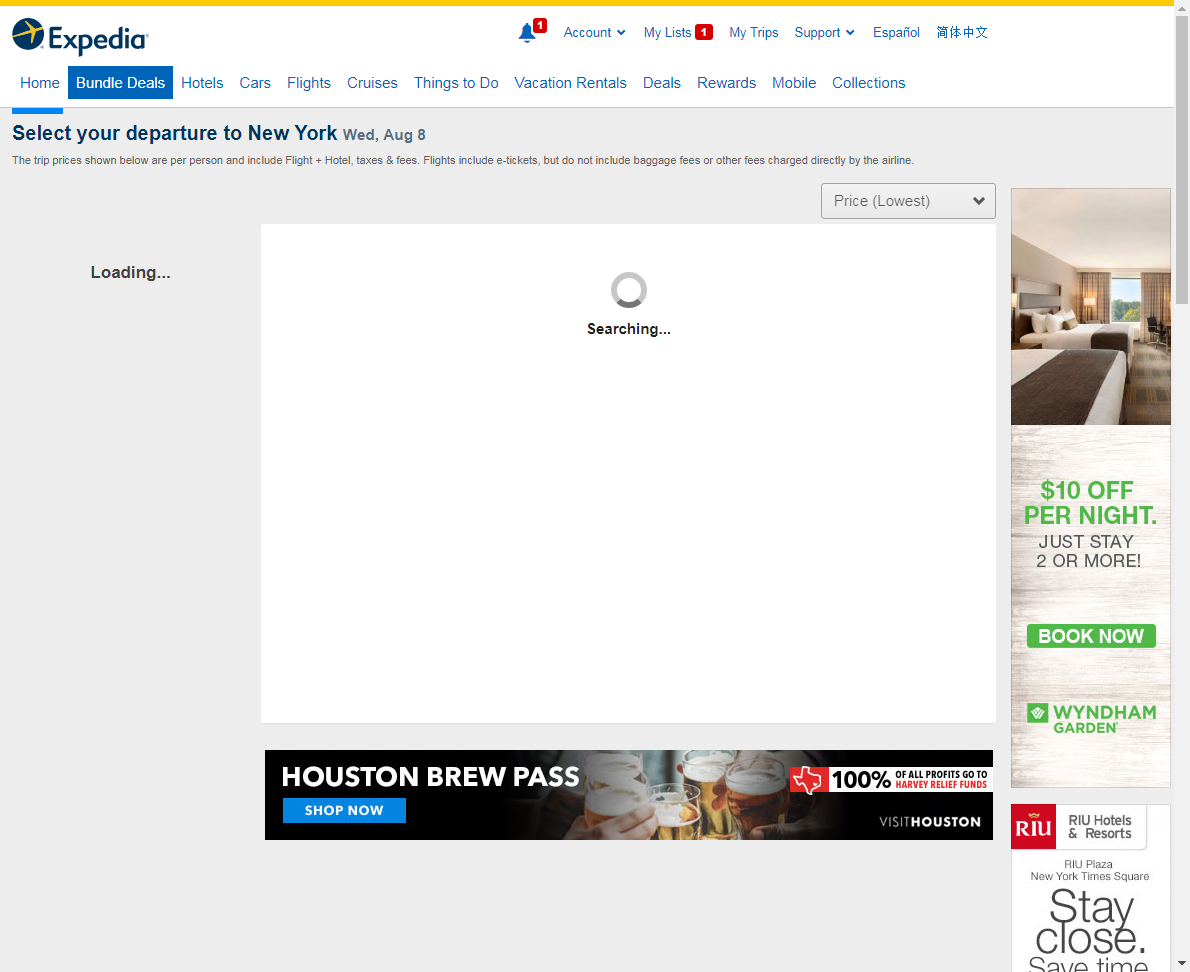 Expedia
1
Account
My Lists 1
My Trips
Support
Español
简体中文
Home
Bundle Deals
Hotels
Cars
Flights
Cruises
Things to Do
Vacation Rentals
Deals
Rewards
Mobile
Collections
Select your departure to New York Wed, Aug 8
The trip prices shown below are per person and include Flight + Hotel, taxes & fees. Flights include e-tickets, but do not include baggage fees or other fees charged directly by the airline.
Price (Lowest)
Loading...
Searching...
$10 OFF
PER NIGHT.
JUST STAY
2 OR MORE!
BOOK NOW
WYNDHAM
GARDEN
HOUSTON BREW PASS
SHOP NOW
100% OF ALL PROFITS GO TO
HARVEY RELIEF FUNDS
VISITHOUSTON
RIU
RIU Hotels
& Resorts
RIU Plaza
New York Times Square
Stay
close.
Save time